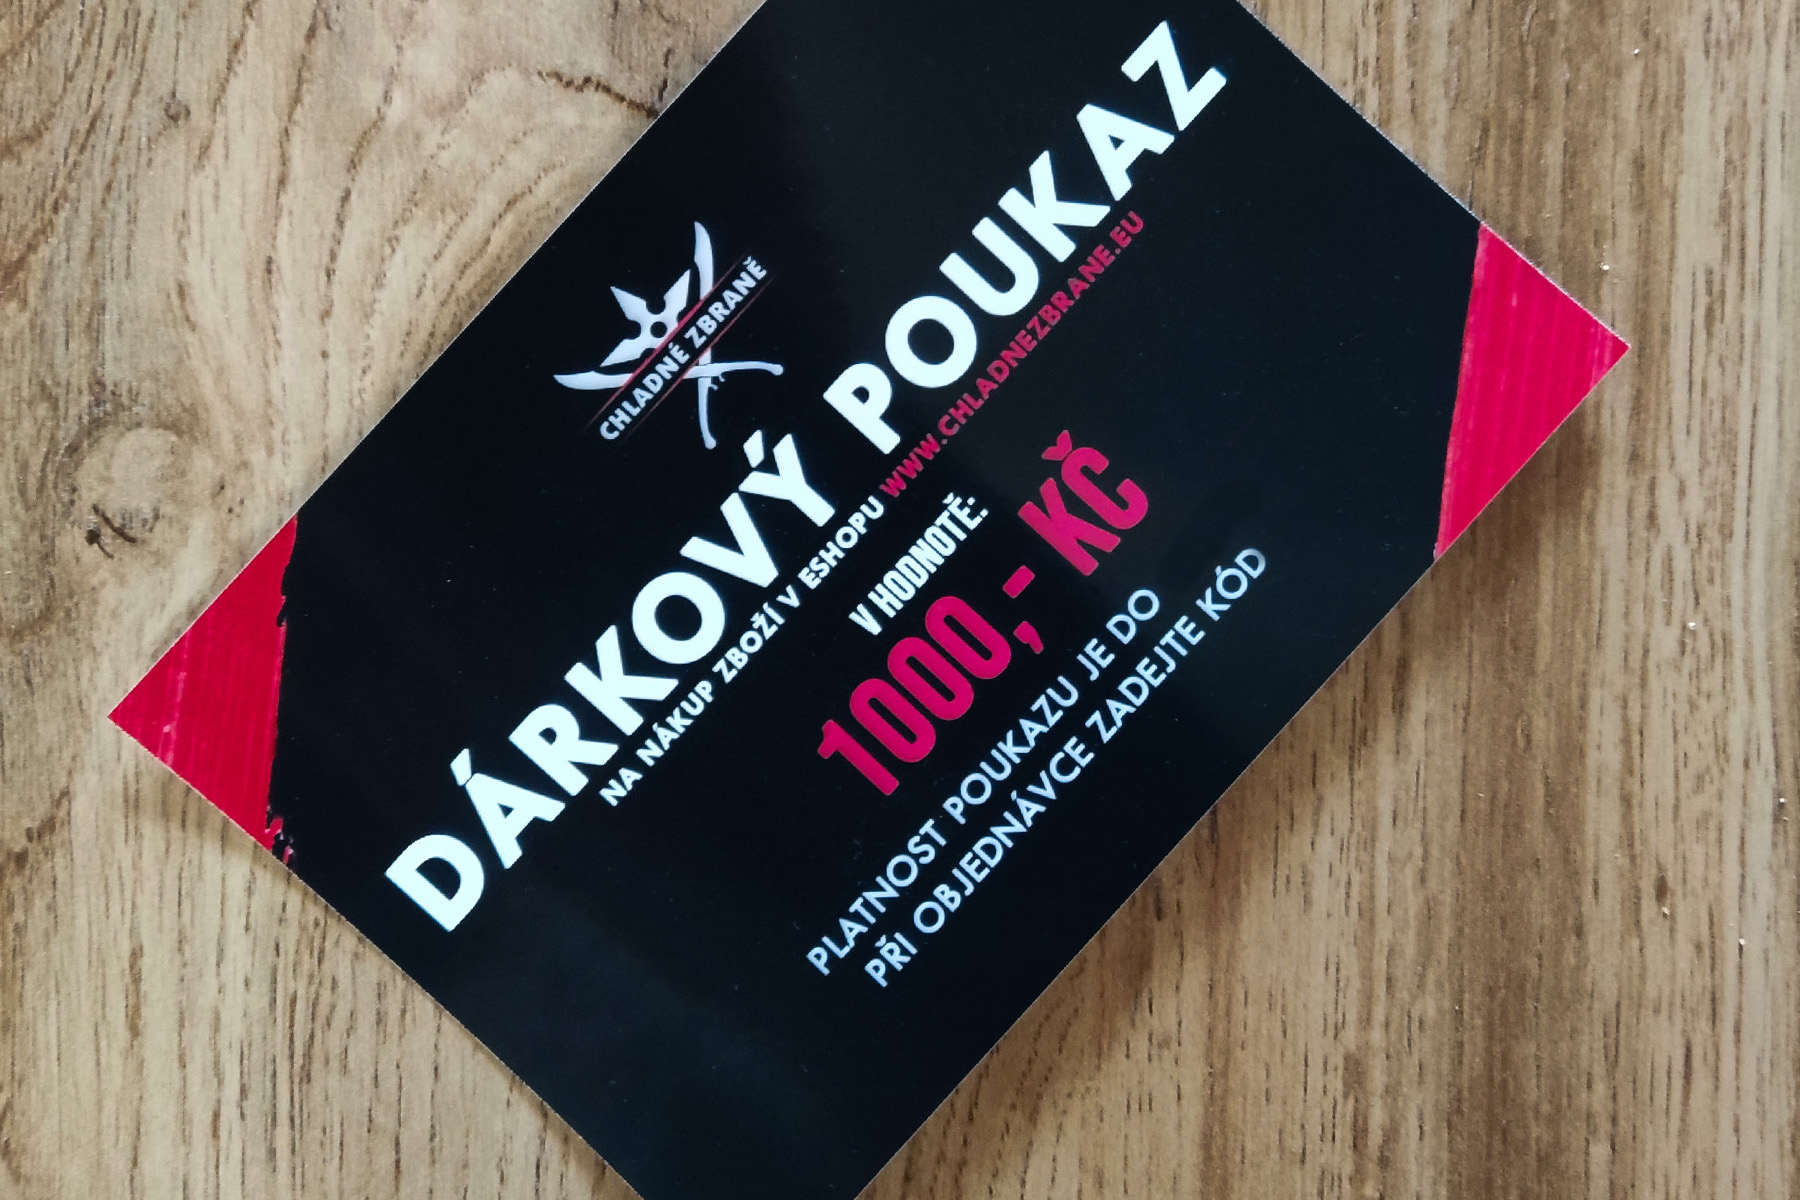 CHLADNÉ ZBRANĚ
DÁRKOVÝ POUKAZ
NA NÁKUP ZBOŽÍ V ESHOPU WWW.CHLADNEZBRANE.EU
V HODNOTĚ:
1000,- KČ
PLATNOST POUKAZU JE DO
PŘI OBJEDNÁVCE ZADEJTE KÓD